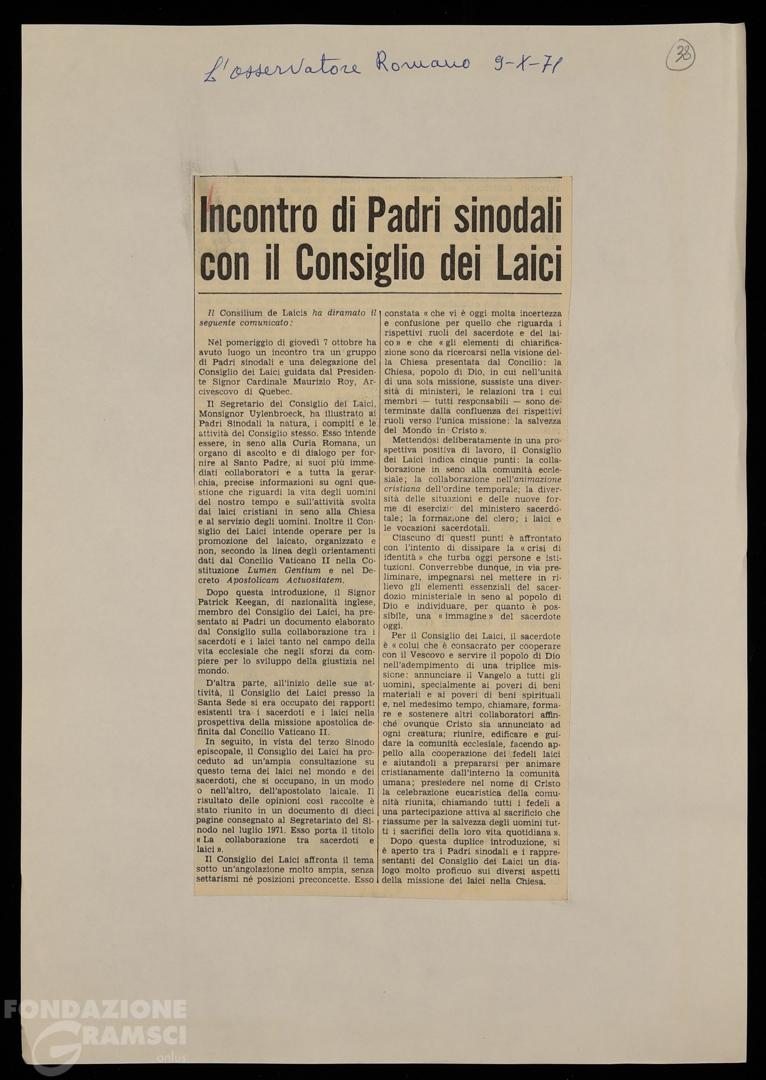 L'osservatore Romano 9-X-71
38
Incontro di Padri sinodali
con il Consiglio dei Laici
Il Consilium de Laicis ha diramato il
seguente comunicato:
Nel pomeriggio di giovedì 7 ottobre ha
avuto luogo un incontro tra un gruppo
di Padri sinodali e una delegazione del
Consiglio dei Laici guidata dal Presiden-
te Signor Cardinale Maurizio Roy, Ar-
civescovo di Quebec.
Il Segretario del Consiglio dei Laici,
Monsignor Uylenbroeck, ha illustrato ai
Padri Sinodali la natura, i compiti e le
attività del Consiglio stesso. Esso intende
essere, in seno alla Curia Romana, un
organo di ascolto e di dialogo per for-
nire al Santo Padre, ai suoi più imme-
diati collaboratori e a tutta la gerar-
chia, precise informazioni su ogni que-
stione che riguardi la vita degli uomini
del nostro tempo e sull'attività svolta
dai laici cristiani in seno alla Chiesa
e al servizio degli uomini. Inoltre il Con-
siglio dei Laici intende operare per la
promozione del laicato, organizzato e
non, secondo la linea degli orientamenti
dati dal Concilio Vaticano II nella Co-
stituzione Lumen Gentium e nel De-
creto Apostolicam Actuositatem.
Dopo questa introduzione, il Signor
Patrick Keegan, di nazionalità inglese,
membro del Consiglio dei Laici, ha pre-
sentato ai Padri un documento elaborato
dal Consiglio sulla collaborazione tra i
sacerdoti e i laici tanto nel campo della
vita ecclesiale che negli sforzi da com-
piere per lo sviluppo della giustizia nel
mondo.
D'altra parte, all'inizio delle sue at-
tività, il Consiglio dei Laici presso la
Santa Sede si era occupato dei rapporti
esistenti tra i sacerdoti e i laici nella
prospettiva della missione apostolica de-
finita dal Concilio Vaticano II.
In seguito, in vista del terzo Sinodo
episcopale, il Consiglio dei Laici ha pro-
ceduto ad un'ampia consultazione su
questo tema dei laici nel mondo e dei
sacerdoti, che si occupano, in un modo
o nell'altro, dell'apostolato laicale. Il
risultato delle opinioni così raccolte è
stato riunito in un documento di dieci
pagine consegnato al Segretariato del Si-
nodo nel luglio 1971. Esso porta il titolo
« La collaborazione tra sacerdoti e
laici ».
Il Consiglio dei Laici affronta il tema
sotto un'angolazione molto ampia, senza
settarismi né posizioni preconcette. Esso
constata « che vi è oggi molta incertezza
e confusione per quello che riguarda i
rispettivi ruoli del sacerdote e del lai-
co » e che « gli elementi di chiarifica-
zione sono da ricercarsi nella visione del-
la Chiesa presentata dal Concilio: la
Chiesa, popolo di Dio, in cui nell'unità
di una sola missione, sussiste una diver-
sità di ministeri, le relazioni tra i cui
membri — tutti responsabili — sono de-
terminate dalla confluenza dei rispettivi
ruoli verso l'unica missione: la salvezza
del Mondo in Cristo ».
Mettendosi deliberatamente in una pro-
spettiva positiva di lavoro, il Consiglio
dei Laici indica cinque punti: la colla-
borazione in seno alla comunità eccle-
siale; la collaborazione nell'animazione
cristiana dell'ordine temporale; la diver-
sità delle situazioni e delle nuove for-
me di esercizio del ministero sacerdo-
tale; la formazione del clero; i laici e
le vocazioni sacerdotali.
Ciascuno di questi punti è affrontato
con l'intento di dissipare la « crisi di
identità » che turba oggi persone e isti-
tuzioni. Converrebbe dunque, in via pre-
liminare, impegnarsi nel mettere in ri-
lievo gli elementi essenziali del sacer-
dozio ministeriale in seno al popolo di
Dio e individuare, per quanto è pos-
sibile, una « immagine » del sacerdote
oggi.
Per il Consiglio dei Laici, il sacerdote
è « colui che è consacrato per cooperare
con il Vescovo e servire il popolo di Dio
nell'adempimento di una triplice mis-
sione: annunciare il Vangelo a tutti gli
uomini, specialmente ai poveri di beni
materiali e ai poveri di beni spirituali
e, nel medesimo tempo, chiamare, forma-
re e sostenere altri collaboratori affin-
ché ovunque Cristo sia annunciato ad
ogni creatura; riunire, edificare e gui-
dare la comunità ecclesiale, facendo ap-
pello alla cooperazione dei fedeli laici
e aiutandoli a prepararsi per animare
cristianamente dall'interno la comunità
umana; presiedere nel nome di Cristo
la celebrazione eucaristica della comu-
nità riunita, chiamando tutti i fedeli a
una partecipazione attiva al sacrificio che
riassume per la salvezza degli uomini tut-
ti i sacrifici della loro vita quotidiana ».
Dopo questa duplice introduzione, si
è aperto tra i Padri sinodali e i rappre-
sentanti del Consiglio dei Laici un dia-
logo molto proficuo sui diversi aspetti
della missione dei laici nella Chiesa.
FONDAZIONE
GRAMSCI
onlus